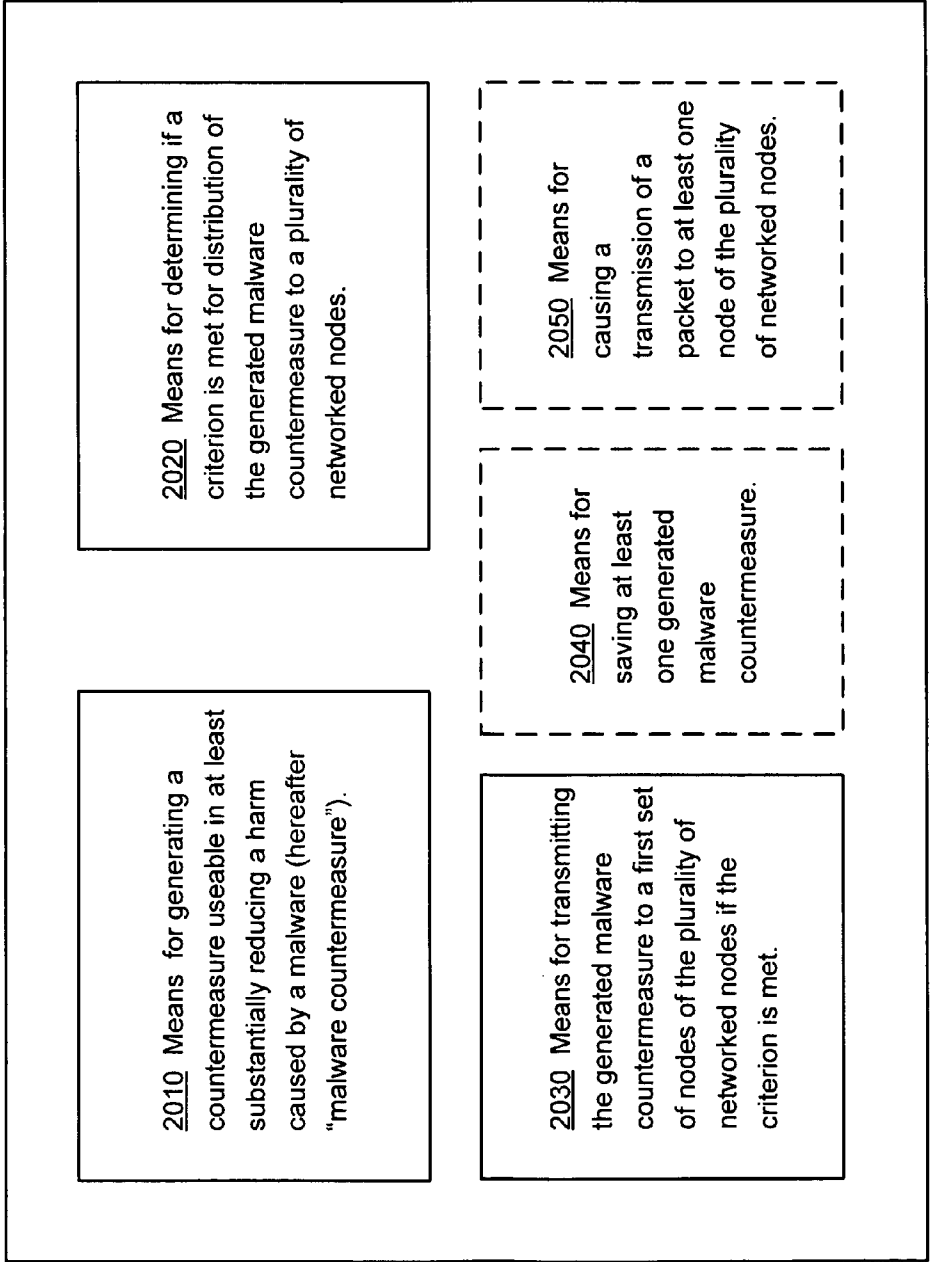 2010 Means for generating a
countermeasure useable in at least
substantially reducing a harm
caused by a malware (hereafter
“malware countermeasure”).
2020 Means for determining if a
criterion is met for distribution of
the generated malware
countermeasure to a plurality of
networked nodes.
2030 Means for transmitting
the generated malware
countermeasure to a first set
of nodes of the plurality of
networked nodes if the
criterion is met.
2040 Means for
saving at least
one generated
malware
countermeasure.
2050 Means for
causing a
transmission of a
packet to at least one
node of the plurality
of networked nodes.